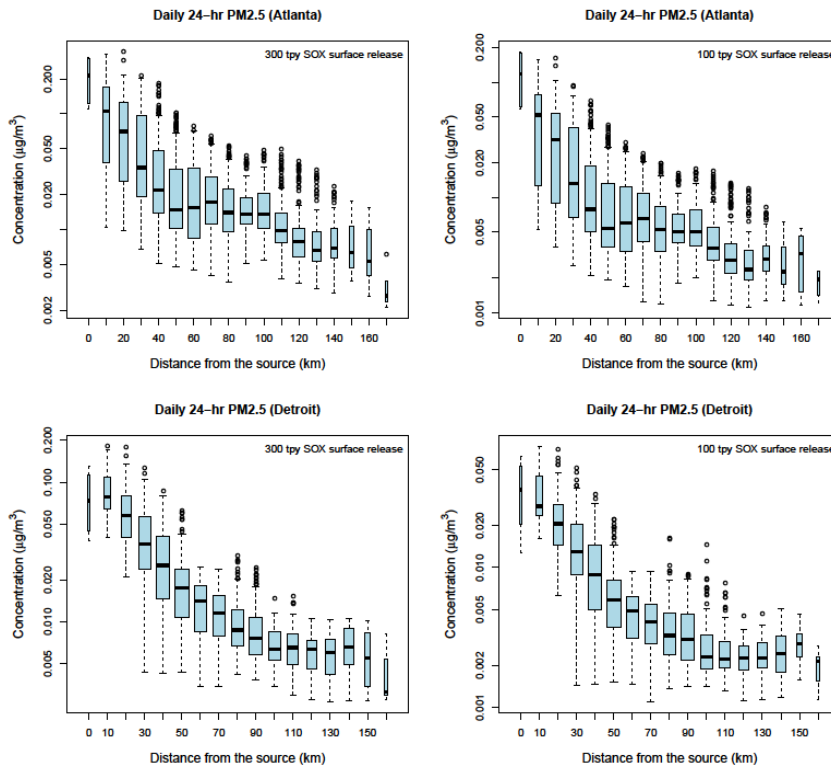 Daily 24−hr PM2.5 (Atlanta)
300 tpy SOX surface release
Concentration (µg/m³)
0.200
0.050
0.020
0.005
0.002
0 20 40 60 80 100 120 140 160
Distance from the source (km)
Daily 24−hr PM2.5 (Atlanta)
100 tpy SOX surface release
Concentration (µg/m³)
0.200
0.050
0.020
0.005
0.001
0 20 40 60 80 100 120 140 160
Distance from the source (km)
Daily 24−hr PM2.5 (Detroit)
300 tpy SOX surface release
Concentration (µg/m³)
0.200
0.100
0.050
0.020
0.010
0.005
0 10 30 50 70 90 110 130 150
Distance from the source (km)
Daily 24−hr PM2.5 (Detroit)
100 tpy SOX surface release
Concentration (µg/m³)
0.050
0.020
0.010
0.005
0.002
0.001
0 10 30 50 70 90 110 130 150
Distance from the source (km)